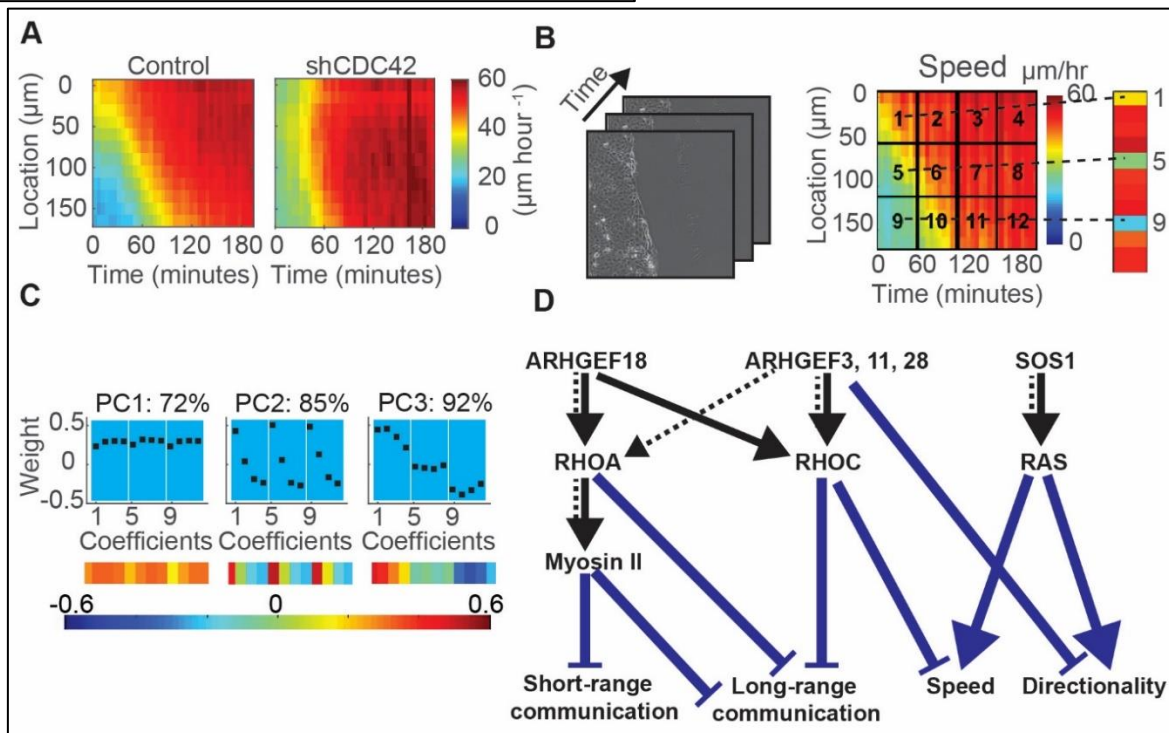 A
Control
shCDC42
Location (µm)
0
50
100
150
0 60 120 180
0 60 120 180
Time (minutes)
Time (minutes)
60
40
20
0
(µm hour -1)
B
Time
Speed
µm/hr
Location (µm)
0
50
100
150
1 2 3 4
5 6 7 8
9 10 11 12
0 60 120 180
Time (minutes)
60
0
1
5
9
C
PC1: 72%
PC2: 85%
PC3: 92%
Weight
0.5
0
-0.5
1 5 9
1 5 9
1 5 9
Coefficients
Coefficients
Coefficients
-0.6 0 0.6
D
ARHGEF18
ARHGEF3, 11, 28
SOS1
RHOA
RHOC
RAS
Myosin II
Short-range
communication
Long-range
communication
Speed
Directionality